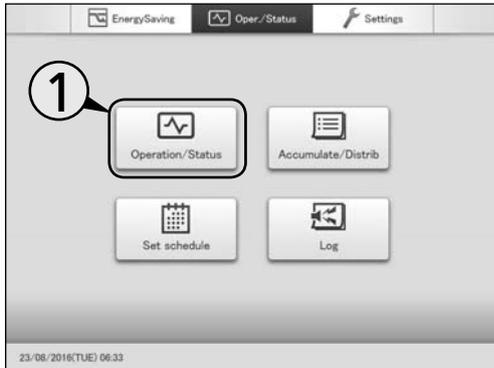 EnergySaving
Oper./Status
Settings
1
Operation/Status
Accumulate/Distrib
Set schedule
Log
23/08/2016(TUE) 06:33